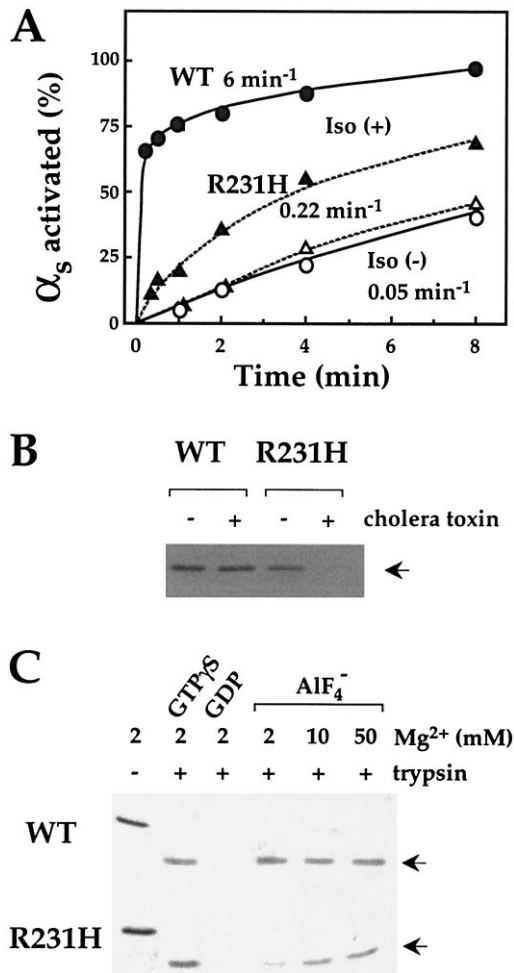 A
α_s activated (%)
100
75
50
25
0
WT 6 min⁻¹
Iso (+)
R231H
0.22 min⁻¹
Iso (-)
0.05 min⁻¹
0 2 4 6 8
Time (min)
B
WT R231H
- + - + cholera toxin
C
GTPγS GDP AlF₄⁻
2 2 2 2 10 50 Mg²⁺ (mM)
- + + + + + trypsin
WT
R231H